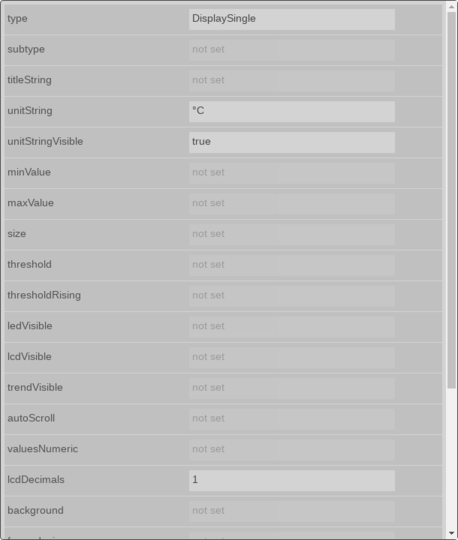 type DisplaySingle
subtype not set
titleString not set
unitString °C
unitStringVisible true
minValue not set
maxValue not set
size not set
threshold not set
thresholdRising not set
ledVisible not set
lcdVisible not set
trendVisible not set
autoScroll not set
valuesNumeric not set
lcdDecimals 1
background not set